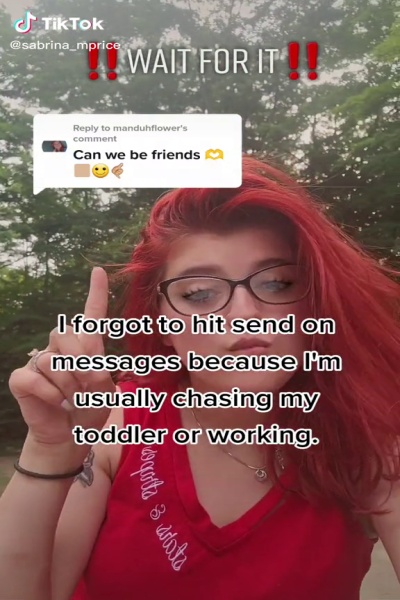 TikTok
@sabrina_mprice
‼️WAIT FOR IT‼️
Reply to manduhflower's
comment
Can we be friends 🫶
🏼🙂🤌🏼
I forgot to hit send on
messages because I'm
usually chasing my
toddler or working.